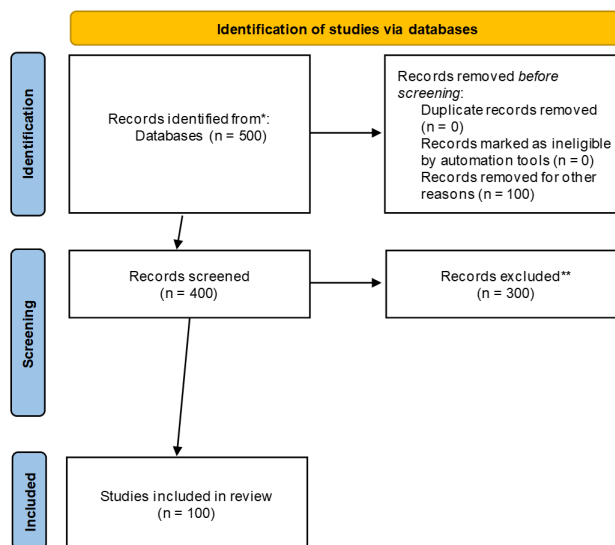 Identification of studies via databases
Identification
Records identified from*:
Databases (n = 500)
Records removed before
screening:
Duplicate records removed
(n = 0)
Records marked as ineligible
by automation tools (n = 0)
Records removed for other
reasons (n = 100)
Screening
Records screened
(n = 400)
Records excluded**
(n = 300)
Included
Studies included in review
(n = 100)